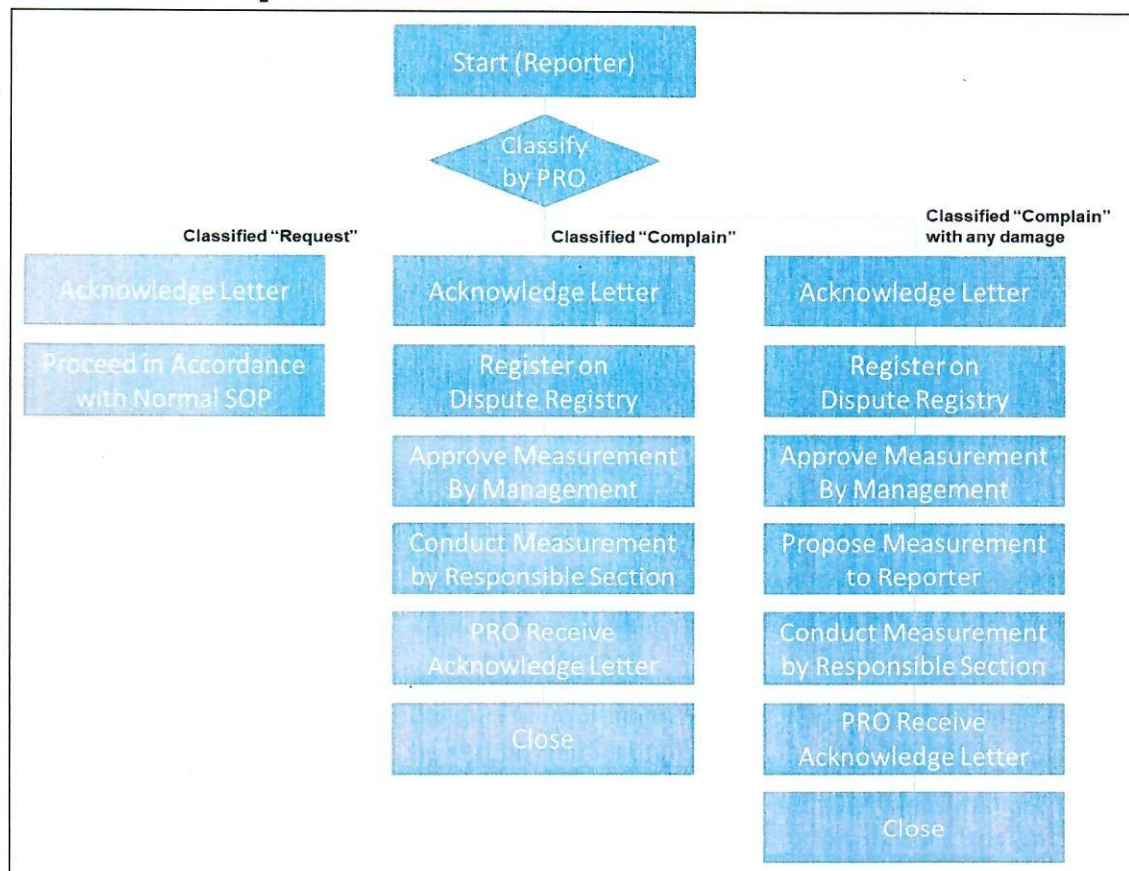 Start (Reporter)
Classify
by PRO
Classified “Request”
Acknowledge Letter
Proceed in Accordance
with Normal SOP
Classified “Complain”
Acknowledge Letter
Register on
Dispute Registry
Approve Measurement
By Management
Conduct Measurement
by Responsible Section
PRO Receive
Acknowledge Letter
Close
Classified “Complain”
with any damage
Acknowledge Letter
Register on
Dispute Registry
Approve Measurement
By Management
Propose Measurement
to Reporter
Conduct Measurement
by Responsible Section
PRO Receive
Acknowledge Letter
Close